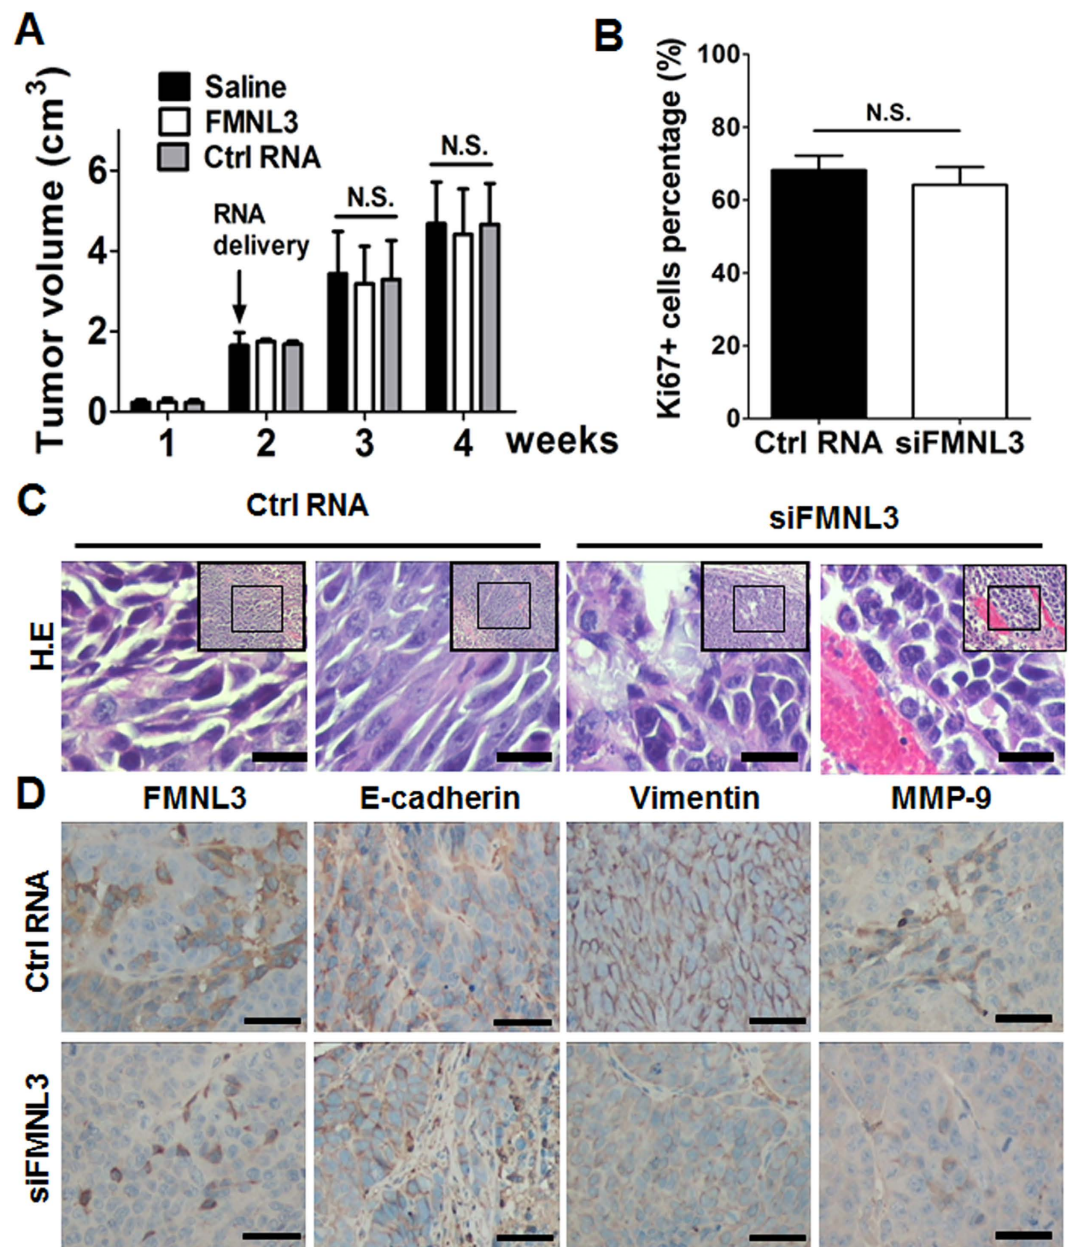 A
Tumor volume (cm³)
Saline
FMNL3
Ctrl RNA
RNA
delivery
N.S.
N.S.
6
4
2
0
1 2 3 4 weeks
B
Ki67+ cells percentage (%)
100
80
60
40
20
0
N.S.
Ctrl RNA siFMNL3
C
Ctrl RNA
siFMNL3
H.E
D
FMNL3 E-cadherin Vimentin MMP-9
Ctrl RNA
siFMNL3